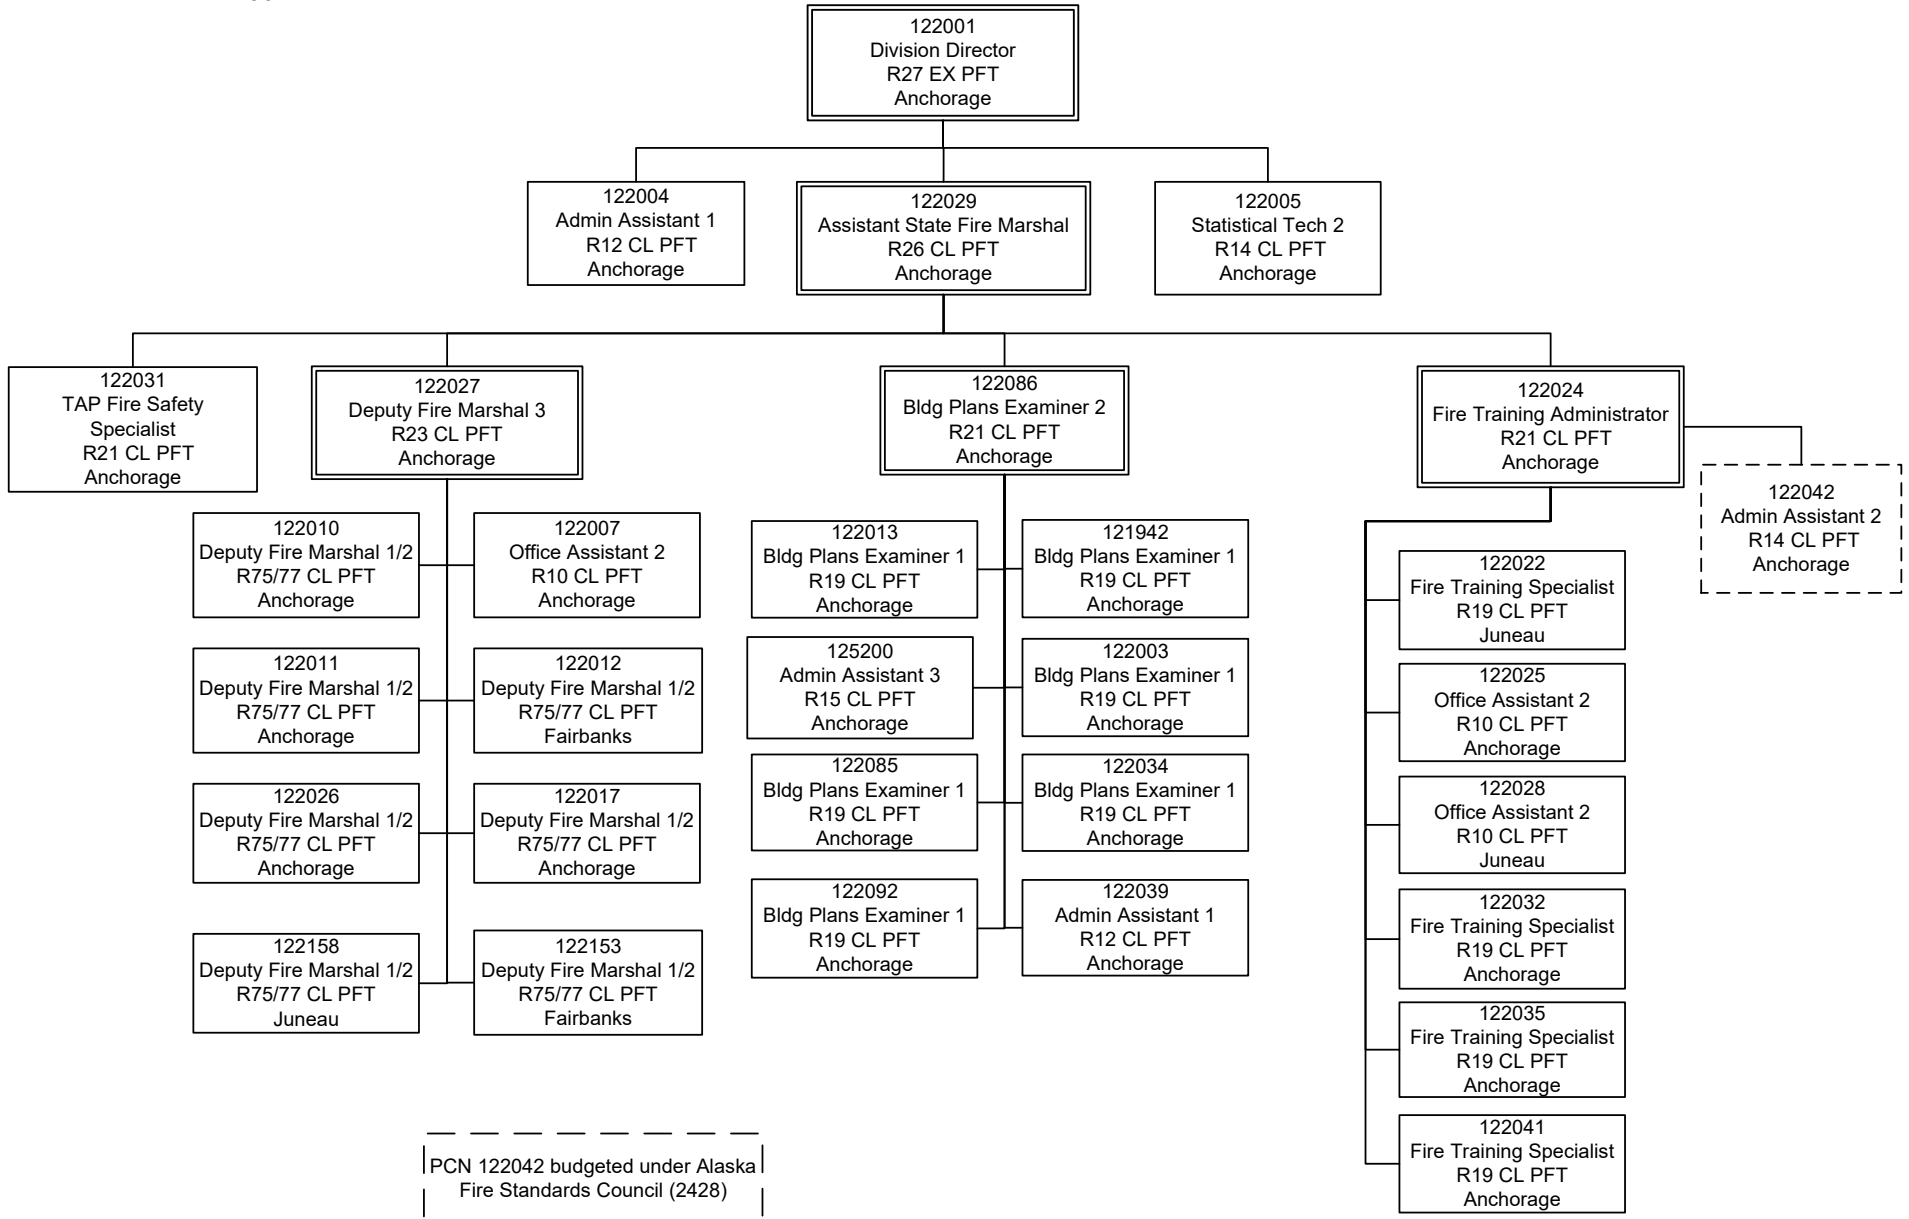 122001
Division Director
R27 EX PFT
Anchorage
122004
Admin Assistant 1
R12 CL PFT
Anchorage
122029
Assistant State Fire Marshal
R26 CL PFT
Anchorage
122005
Statistical Tech 2
R14 CL PFT
Anchorage
122031
TAP Fire Safety
Specialist
R21 CL PFT
Anchorage
122027
Deputy Fire Marshal 3
R23 CL PFT
Anchorage
122086
Bldg Plans Examiner 2
R21 CL PFT
Anchorage
122024
Fire Training Administrator
R21 CL PFT
Anchorage
122042
Admin Assistant 2
R14 CL PFT
Anchorage
122010
Deputy Fire Marshal 1/2
R75/77 CL PFT
Anchorage
122007
Office Assistant 2
R10 CL PFT
Anchorage
122011
Deputy Fire Marshal 1/2
R75/77 CL PFT
Anchorage
122012
Deputy Fire Marshal 1/2
R75/77 CL PFT
Fairbanks
122026
Deputy Fire Marshal 1/2
R75/77 CL PFT
Anchorage
122017
Deputy Fire Marshal 1/2
R75/77 CL PFT
Anchorage
122158
Deputy Fire Marshal 1/2
R75/77 CL PFT
Juneau
122153
Deputy Fire Marshal 1/2
R75/77 CL PFT
Fairbanks
122013
Bldg Plans Examiner 1
R19 CL PFT
Anchorage
121942
Bldg Plans Examiner 1
R19 CL PFT
Anchorage
125200
Admin Assistant 3
R15 CL PFT
Anchorage
122003
Bldg Plans Examiner 1
R19 CL PFT
Anchorage
122085
Bldg Plans Examiner 1
R19 CL PFT
Anchorage
122034
Bldg Plans Examiner 1
R19 CL PFT
Anchorage
122092
Bldg Plans Examiner 1
R19 CL PFT
Anchorage
122039
Admin Assistant 1
R12 CL PFT
Anchorage
122022
Fire Training Specialist
R19 CL PFT
Juneau
122025
Office Assistant 2
R10 CL PFT
Anchorage
122028
Office Assistant 2
R10 CL PFT
Juneau
122032
Fire Training Specialist
R19 CL PFT
Anchorage
122035
Fire Training Specialist
R19 CL PFT
Anchorage
122041
Fire Training Specialist
R19 CL PFT
Anchorage
PCN 122042 budgeted under Alaska
Fire Standards Council (2428)